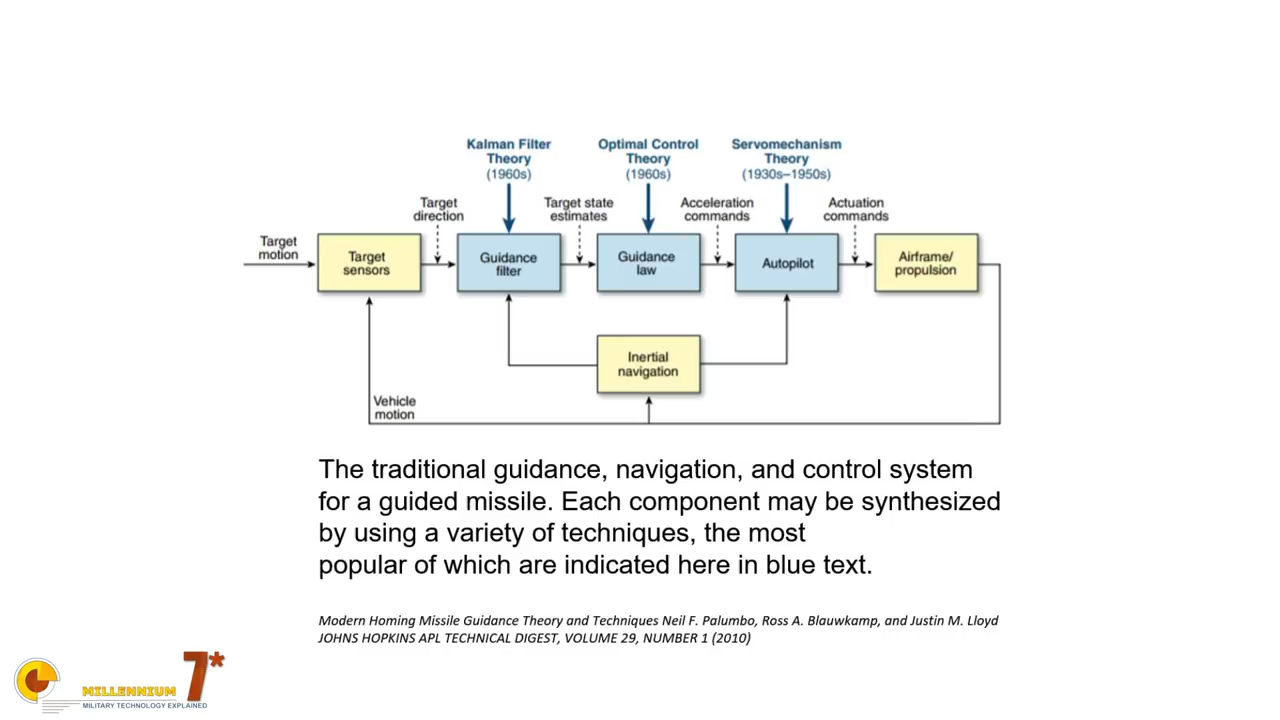 Kalman Filter
Theory
(1960s)
Optimal Control
Theory
(1960s)
Servomechanism
Theory
(1930s–1950s)
Target
direction
Target state
estimates
Acceleration
commands
Actuation
commands
Target
motion
Target
sensors
Guidance
filter
Guidance
law
Autopilot
Airframe/
propulsion
Inertial
navigation
Vehicle
motion
The traditional guidance, navigation, and control system
for a guided missile. Each component may be synthesized
by using a variety of techniques, the most
popular of which are indicated here in blue text.
Modern Homing Missile Guidance Theory and Techniques Neil F. Palumbo, Ross A. Blauwkamp, and Justin M. Lloyd
JOHNS HOPKINS APL TECHNICAL DIGEST, VOLUME 29, NUMBER 1 (2010)
MILLENNIUM 7*
MILITARY TECHNOLOGY EXPLAINED